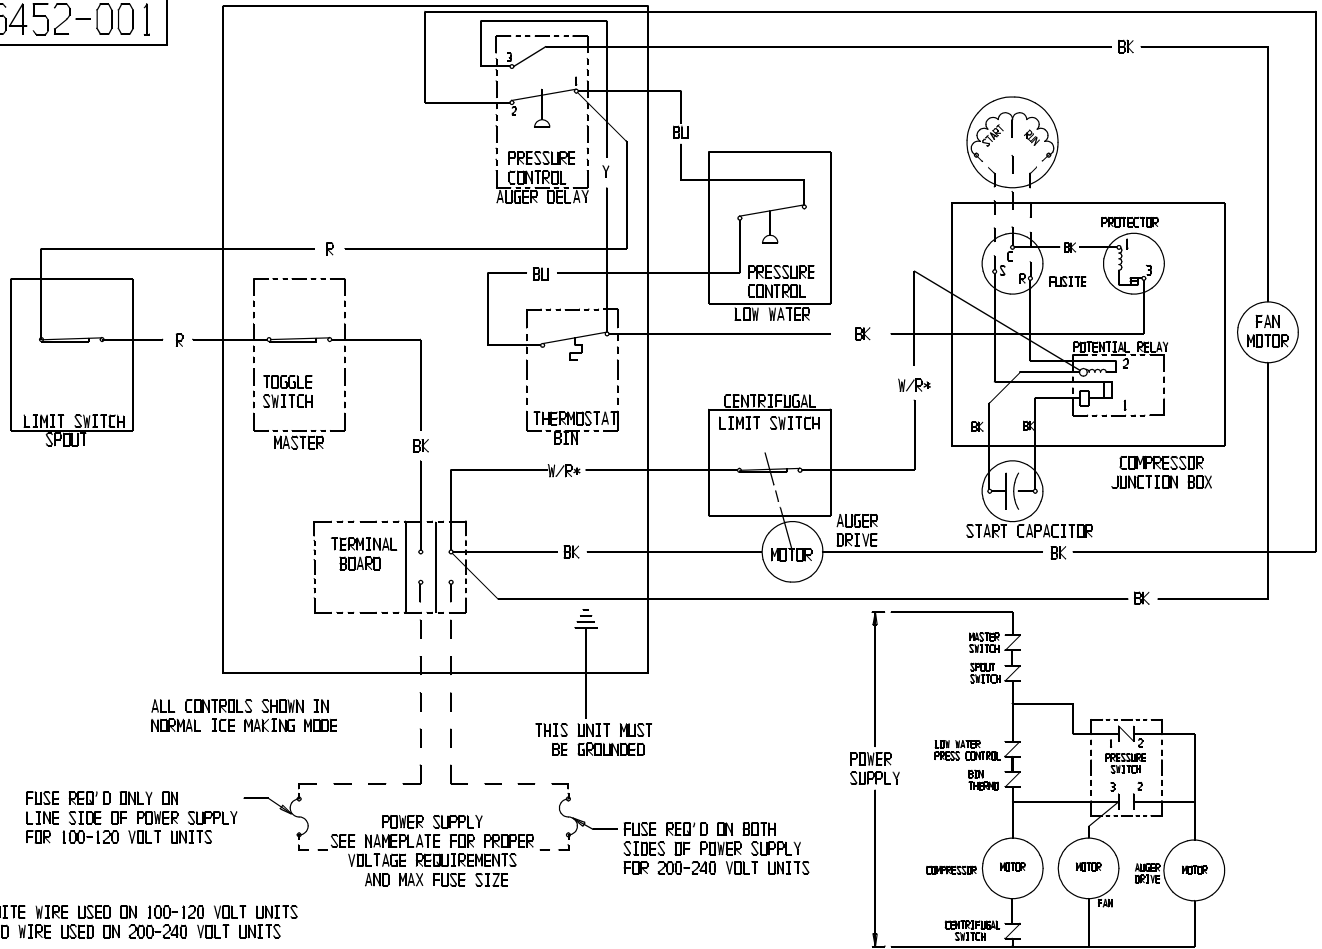 6452-001
BK
3
1
2
PRESSURE
CONTROL
AUGER DELAY
BU
Y
START
RUN
R
BU
PRESSURE
CONTROL
LOW WATER
PROTECTOR
BK
1
3
C
S
R
FUSITE
FAN
MOTOR
R
BK
POTENTIAL RELAY
2
1
TOGGLE
SWITCH
MASTER
LIMIT SWITCH
SPOUT
THERMOSTAT
BIN
BK
W/R*
CENTRIFUGAL
LIMIT SWITCH
BK
BK
W/R*
COMPRESSOR
JUNCTION BOX
START CAPACITOR
TERMINAL
BOARD
BK
MOTOR
AUGER
DRIVE
BK
BK
ALL CONTROLS SHOWN IN
NORMAL ICE MAKING MODE
THIS UNIT MUST
BE GROUNDED
FUSE REQ'D ONLY ON
LINE SIDE OF POWER SUPPLY
FOR 100-120 VOLT UNITS
POWER SUPPLY
SEE NAMEPLATE FOR PROPER
VOLTAGE REQUIREMENTS
AND MAX FUSE SIZE
FUSE REQ'D ON BOTH
SIDES OF POWER SUPPLY
FOR 200-240 VOLT UNITS
POWER
SUPPLY
MASTER
SWITCH
SPOUT
SWITCH
LOW WATER
PRESS CONTROL
BIN
THERMO
1 2
PRESSURE
SWITCH
3 2
COMPRESSOR
MOTOR
MOTOR
FAN
AUGER
DRIVE
MOTOR
CENTRIFUGAL
SWITCH
ITE WIRE USED ON 100-120 VOLT UNITS
D WIRE USED ON 200-240 VOLT UNITS